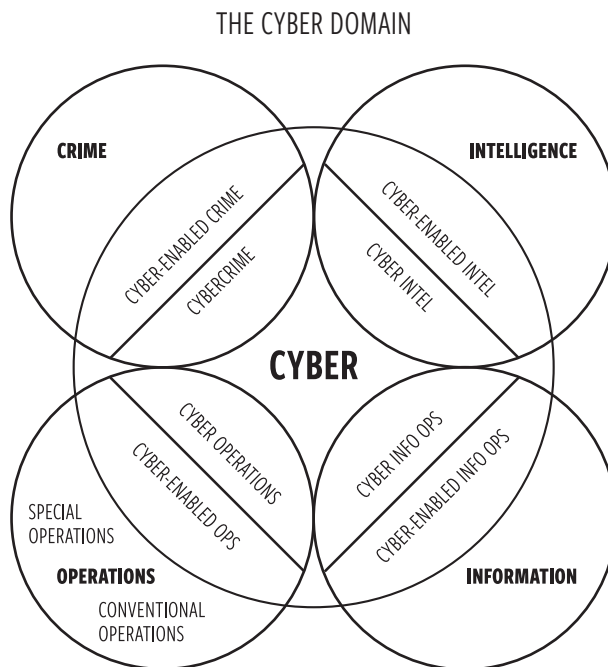 THE CYBER DOMAIN
CRIME
INTELLIGENCE
CYBER-ENABLED CRIME
CYBERCRIME
CYBER-ENABLED INTEL
CYBER INTEL
CYBER
CYBER OPERATIONS
CYBER-ENABLED OPS
CYBER INFO OPS
CYBER-ENABLED INFO OPS
SPECIAL
OPERATIONS
OPERATIONS
INFORMATION
CONVENTIONAL
OPERATIONS